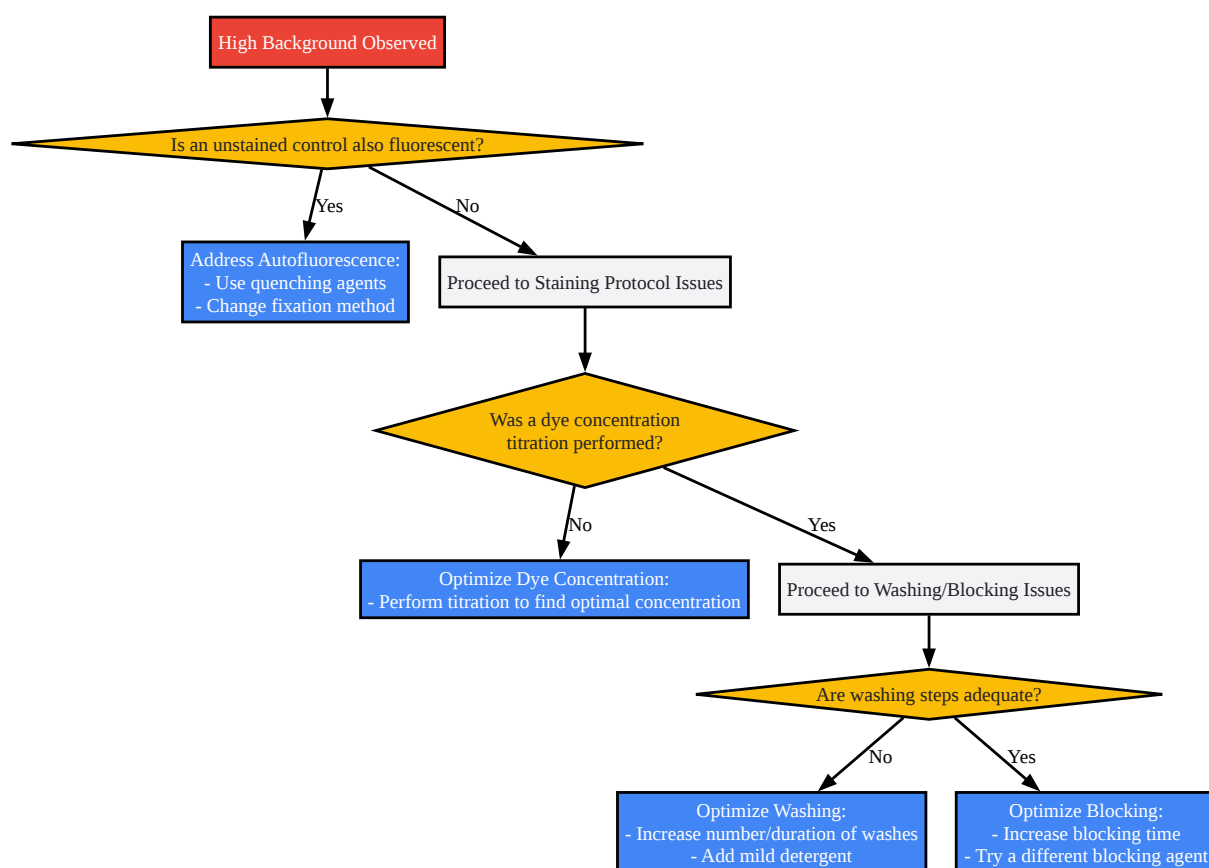 High Background Observed
Is an unstained control also fluorescent?
Yes
No
Address Autofluorescence:
- Use quenching agents
- Change fixation method
Proceed to Staining Protocol Issues
Was a dye concentration
titration performed?
No
Yes
Optimize Dye Concentration:
- Perform titration to find optimal concentration
Proceed to Washing/Blocking Issues
Are washing steps adequate?
No
Yes
Optimize Washing:
- Increase number/duration of washes
- Add mild detergent
Optimize Blocking:
- Increase blocking time
- Try a different blocking agent